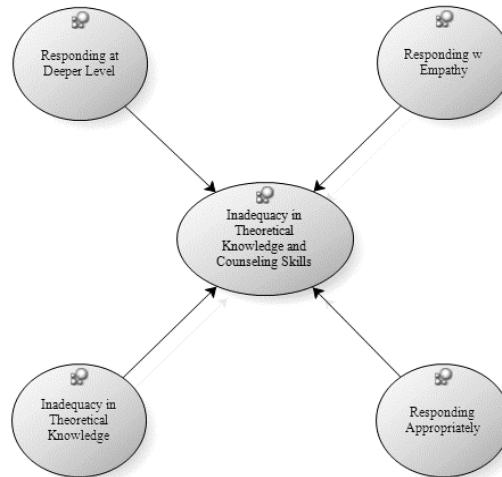 Responding at
Deeper Level
Responding w
Empathy
Inadequacy in
Theoretical
Knowledge and
Counseling Skills
Inadequacy in
Theoretical
Knowledge
Responding
Appropriately